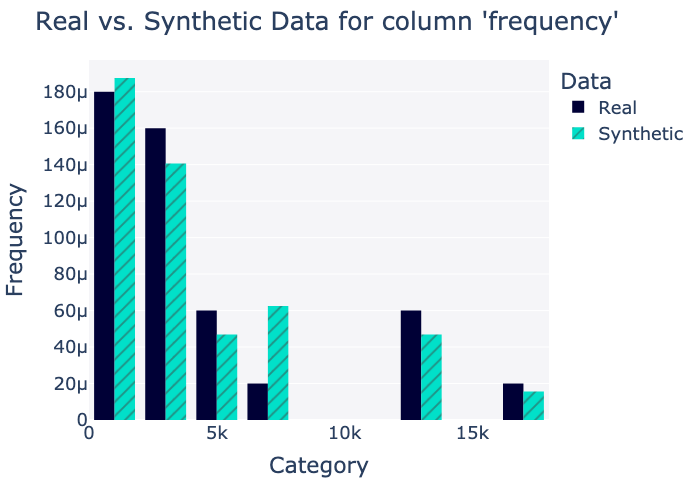 Real vs. Synthetic Data for column 'frequency'
Data
Real
Synthetic
Frequency
180μ
160μ
140μ
120μ
100μ
80μ
60μ
40μ
20μ
0
0 5k 10k 15k
Category